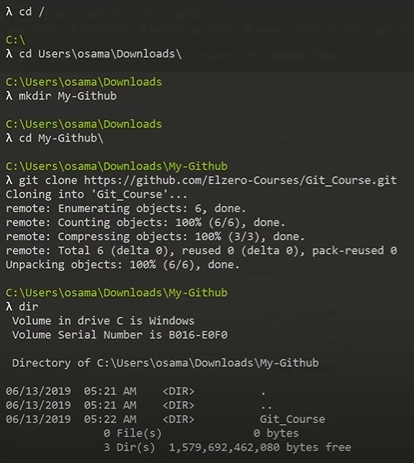 λ cd /
C:\
λ cd Users\osama\Downloads\
C:\Users\osama\Downloads
λ mkdir My-Github
C:\Users\osama\Downloads
λ cd My-Github\
C:\Users\osama\Downloads\My-Github
λ git clone https://github.com/Elzero-Courses/Git_Course.git
Cloning into 'Git_Course'...
remote: Enumerating objects: 6, done.
remote: Counting objects: 100% (6/6), done.
remote: Compressing objects: 100% (3/3), done.
remote: Total 6 (delta 0), reused 0 (delta 0), pack-reused 0
Unpacking objects: 100% (6/6), done.
C:\Users\osama\Downloads\My-Github
λ dir
Volume in drive C is Windows
Volume Serial Number is B016-E0F0
Directory of C:\Users\osama\Downloads\My-Github
06/13/2019 05:21 AM <DIR> .
06/13/2019 05:21 AM <DIR> ..
06/13/2019 05:22 AM <DIR> Git_Course
0 File(s) 0 bytes
3 Dir(s) 1,579,692,462,080 bytes free